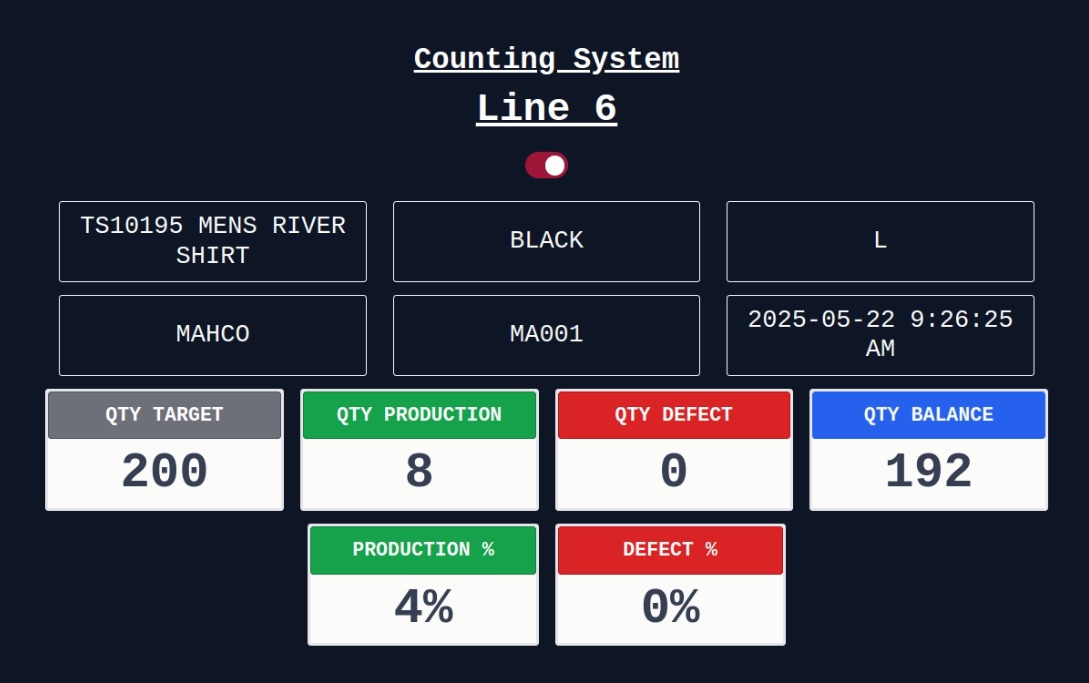 Counting System
Line 6
TS10195 MENS RIVER
SHIRT
BLACK
L
MAHCO
MA001
2025-05-22 9:26:25
AM
QTY TARGET
200
QTY PRODUCTION
8
QTY DEFECT
0
QTY BALANCE
192
PRODUCTION %
4%
DEFECT %
0%